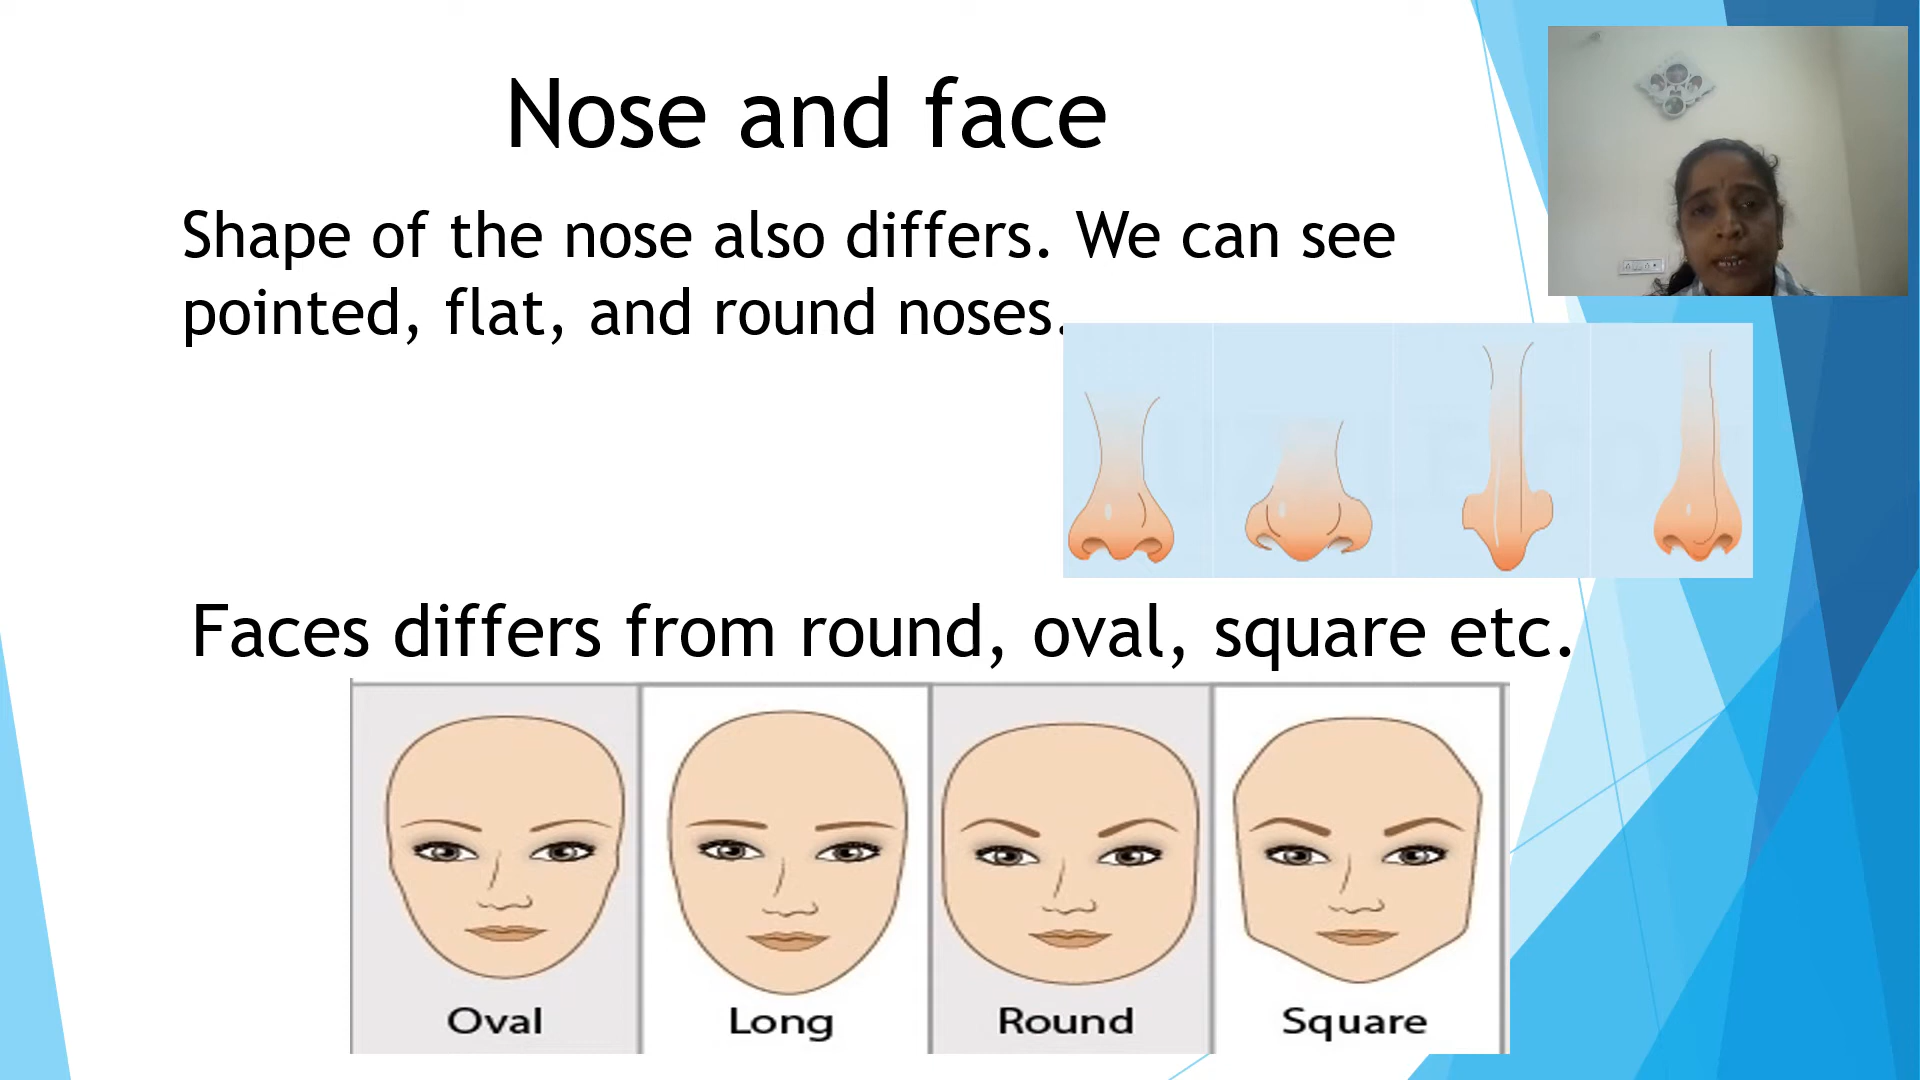 Nose and face
Shape of the nose also differs. We can see
pointed, flat, and round noses.
Faces differs from round, oval, square etc.
Oval
Long
Round
Square